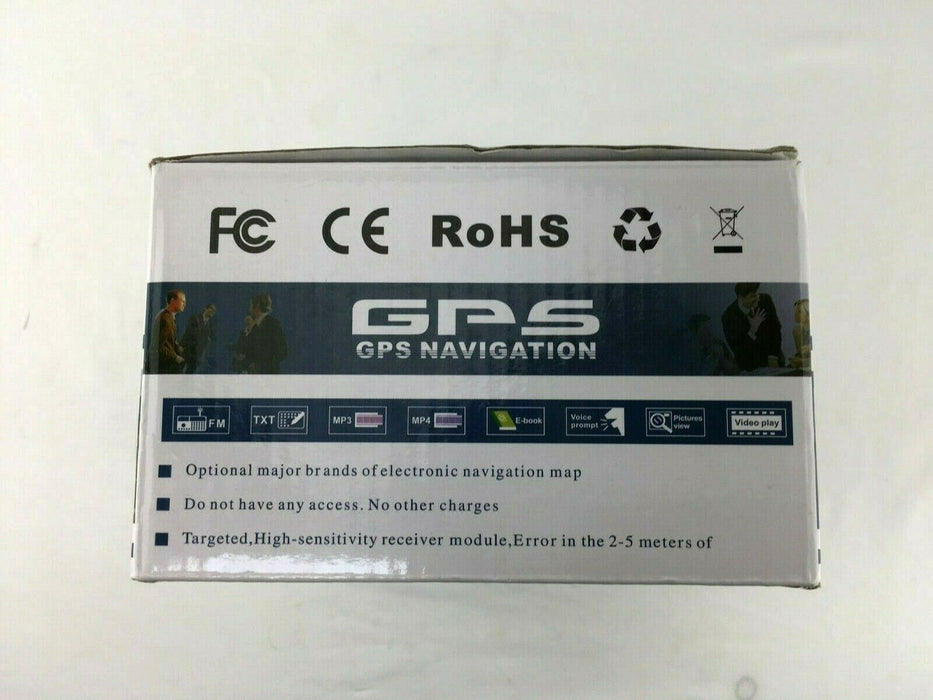 FC CE RoHS
GPS
GPS NAVIGATION
FM TXT MP3 MP4 E-book Voice prompt Pictures view Video play
Optional major brands of electronic navigation map
Do not have any access. No other charges
Targeted,High-sensitivity receiver module,Error in the 2-5 meters of